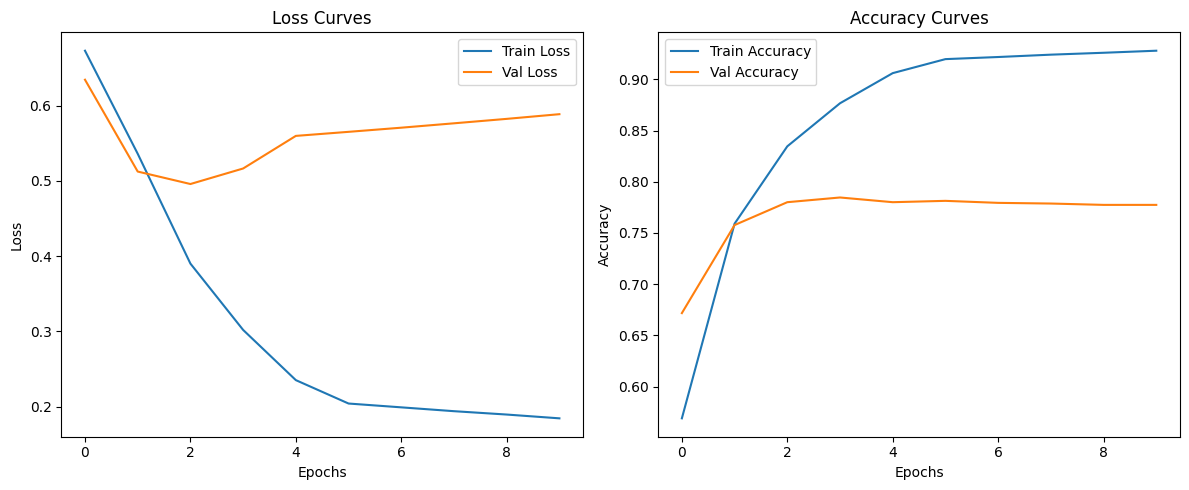 Loss Curves
Train Loss
Val Loss
0.6
0.5
0.4
0.3
0.2
Loss
0 2 4 6 8
Epochs
Accuracy Curves
Train Accuracy
Val Accuracy
0.90
0.85
0.80
0.75
0.70
0.65
0.60
Accuracy
0 2 4 6 8
Epochs